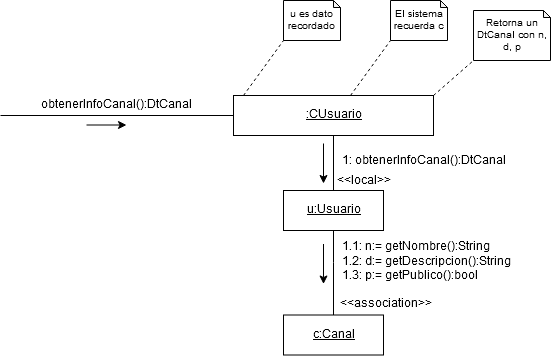 u es dato
recordado
El sistema
recuerda c
Retorna un
DtCanal con n,
d, p
obtenerInfoCanal():DtCanal
:CUsuario
1: obtenerInfoCanal():DtCanal
<<local>>
u:Usuario
1.1: n:= getNombre():String
1.2: d:= getDescripcion():String
1.3: p:= getPublico():bool
<<association>>
c:Canal